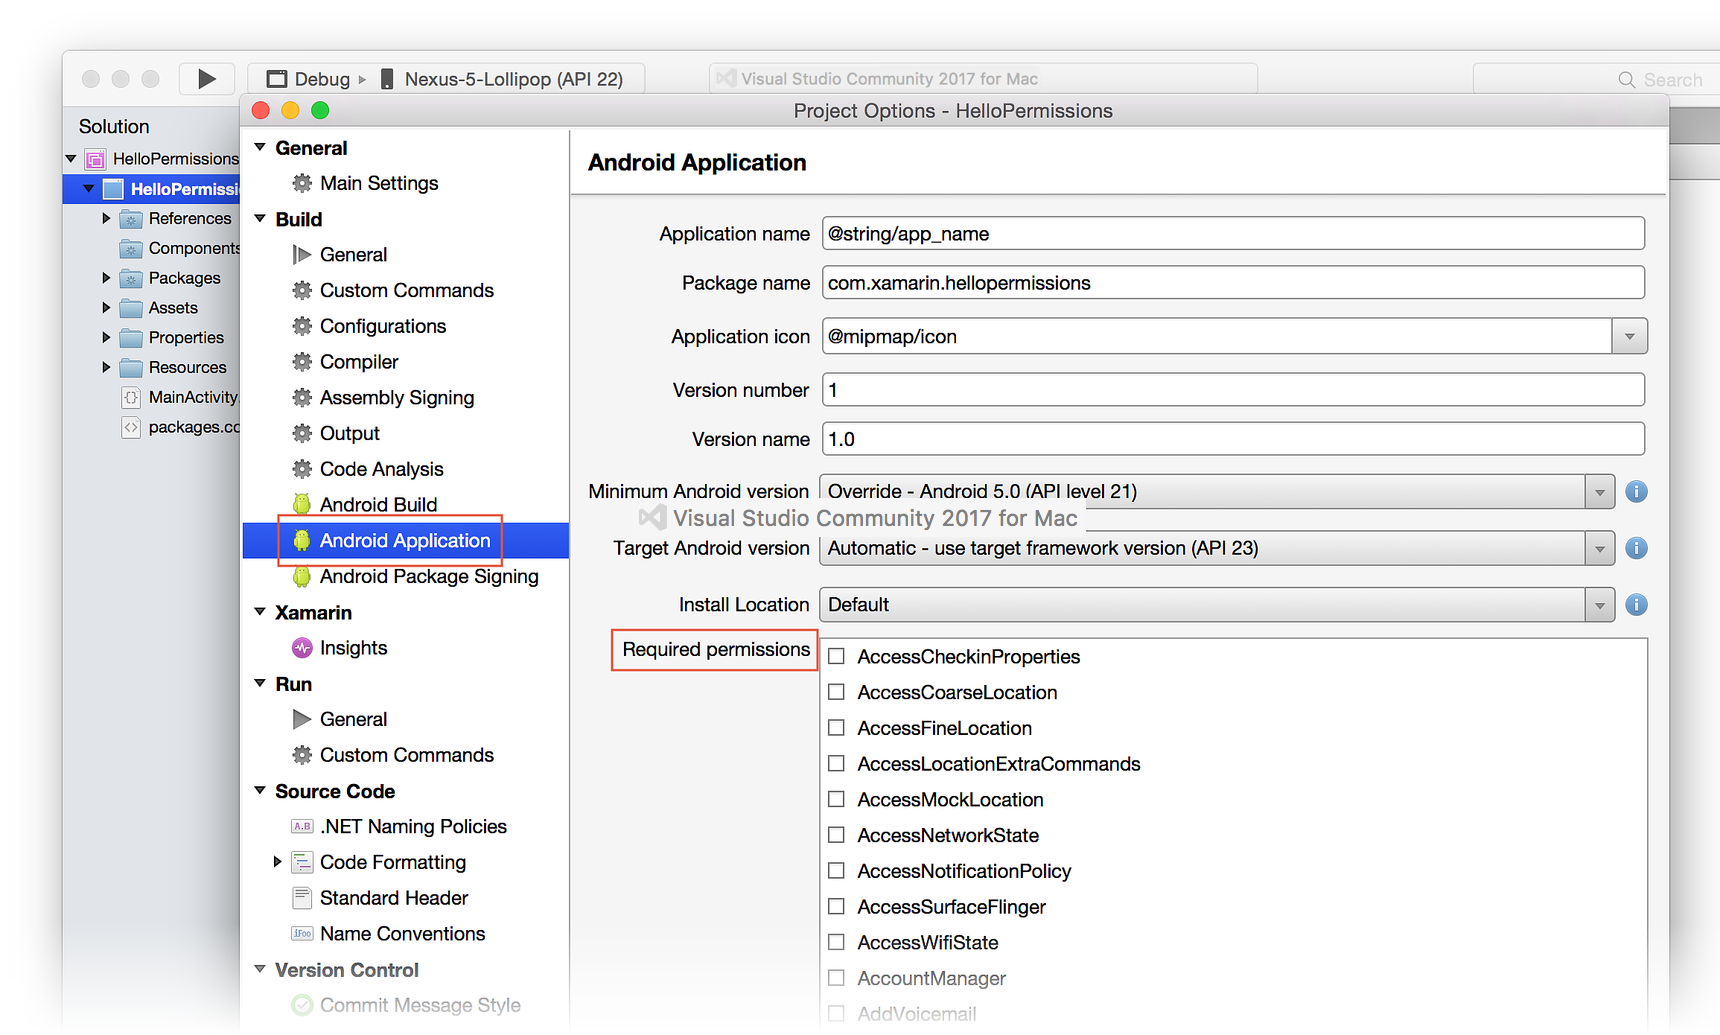 Debug
Nexus-5-Lollipop (API 22)
Visual Studio Community 2017 for Mac
Search
Project Options - HelloPermissions
Solution
HelloPermissions
HelloPermissi
References
Components
Packages
Assets
Properties
Resources
MainActivity.
packages.co
General
Main Settings
Build
General
Custom Commands
Configurations
Compiler
Assembly Signing
Output
Code Analysis
Android Build
Android Application
Android Package Signing
Xamarin
Insights
Run
General
Custom Commands
Source Code
A.B .NET Naming Policies
Code Formatting
Standard Header
iFoo Name Conventions
Version Control
Commit Message Style
Android Application
Application name @string/app_name
Package name com.xamarin.hellopermissions
Application icon @mipmap/icon
Version number 1
Version name 1.0
Minimum Android version Override - Android 5.0 (API level 21)
Visual Studio Community 2017 for Mac
Target Android version Automatic - use target framework version (API 23)
Install Location Default
Required permissions
AccessCheckinProperties
AccessCoarseLocation
AccessFineLocation
AccessLocationExtraCommands
AccessMockLocation
AccessNetworkState
AccessNotificationPolicy
AccessSurfaceFlinger
AccessWifiState
AccountManager
AddVoicemail